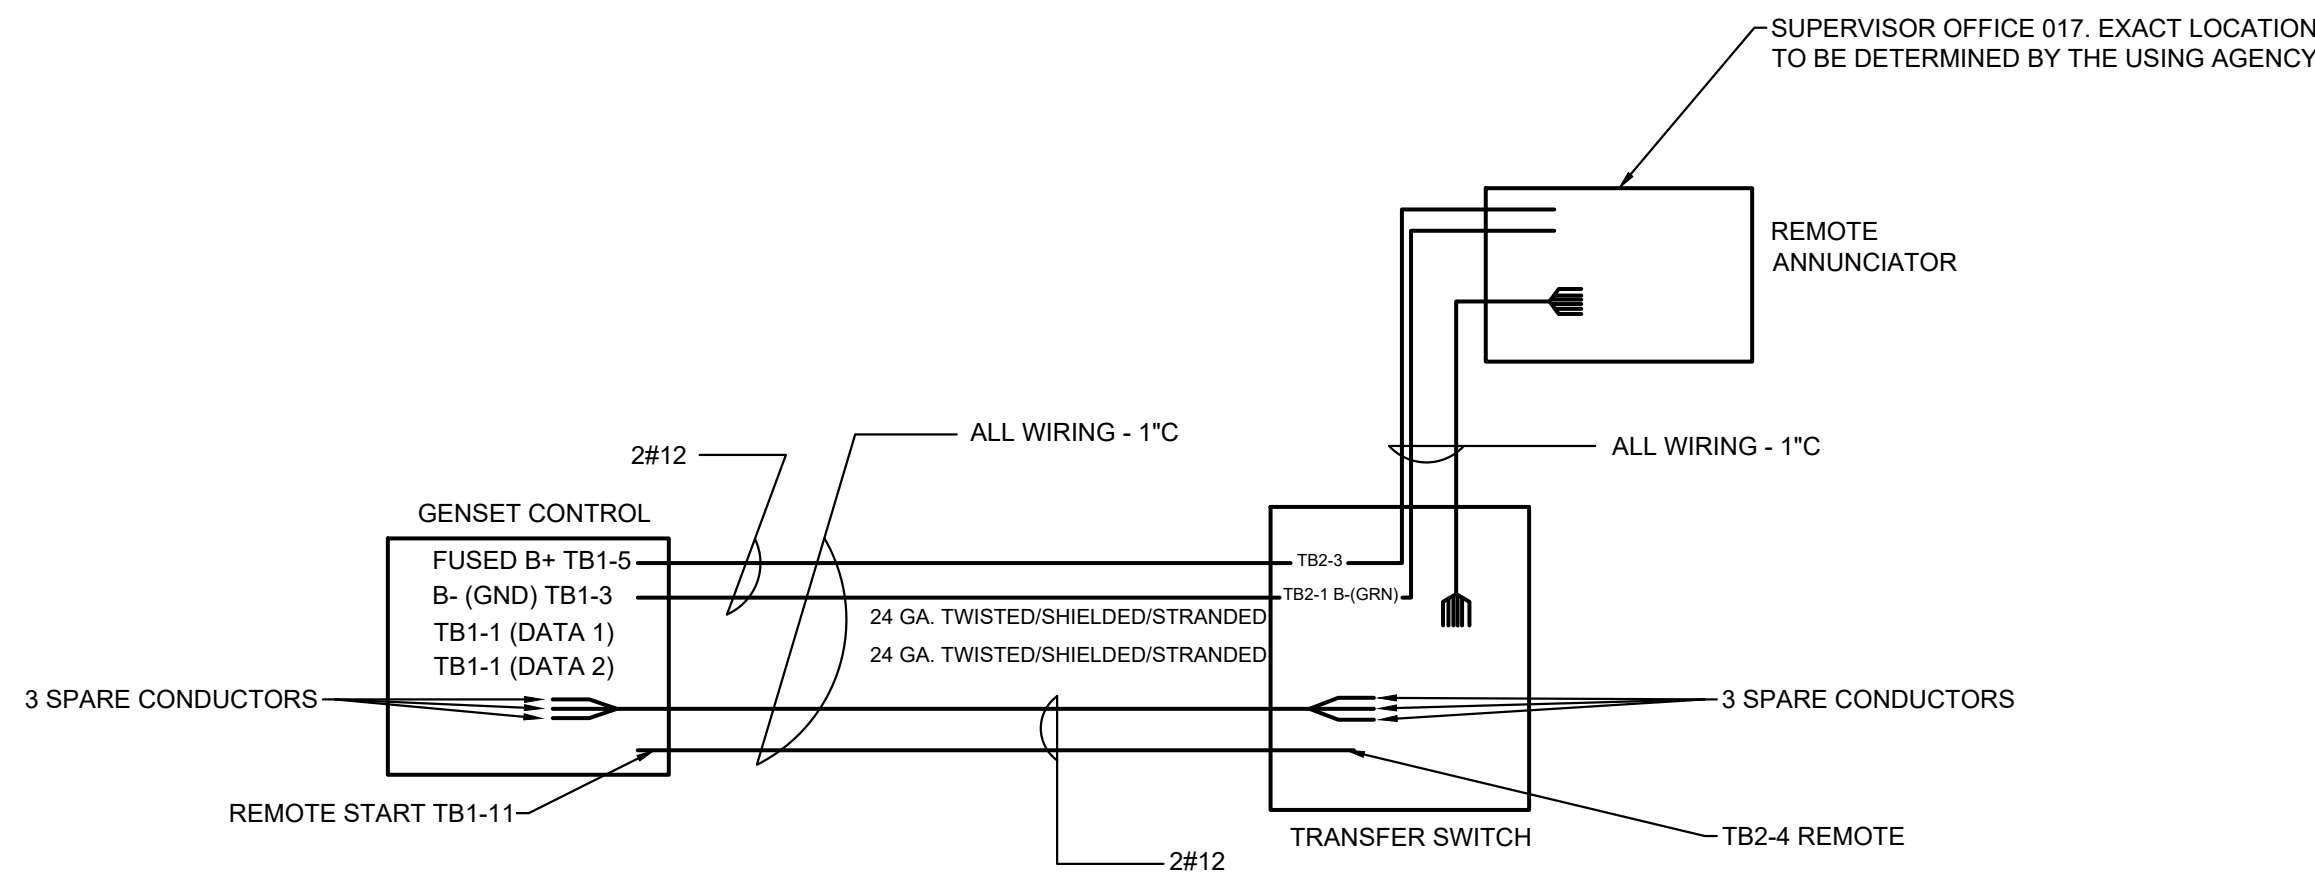 SUPERVISOR OFFICE 017. EXACT LOCATION
TO BE DETERMINED BY THE USING AGENCY
REMOTE
ANNUNCIATOR
ALL WIRING - 1"C
ALL WIRING - 1"C
2#12
GENSET CONTROL
FUSED B+ TB1-5
TB2-3
B- (GND) TB1-3
TB2-1 B-(GRN)
24 GA. TWISTED/SHIELDED/STRANDED
TB1-1 (DATA 1)
24 GA. TWISTED/SHIELDED/STRANDED
TB1-1 (DATA 2)
3 SPARE CONDUCTORS
3 SPARE CONDUCTORS
REMOTE START TB1-11
TRANSFER SWITCH
TB2-4 REMOTE
2#12